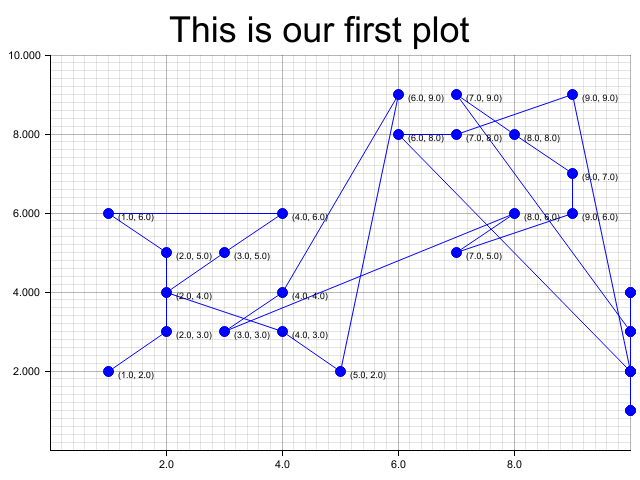 This is our first plot
10.000
(6.0, 9.0) (7.0, 9.0) (9.0, 9.0)
8.000 (6.0, 8.0) (7.0, 8.0) (8.0, 8.0)
(9.0, 7.0)
6.000 (1.0, 6.0) (4.0, 6.0) (8.0, 6.0) (9.0, 6.0)
(2.0, 5.0) (3.0, 5.0) (7.0, 5.0)
4.000 (2.0, 4.0) (4.0, 4.0)
(2.0, 3.0) (3.0, 3.0) (4.0, 3.0)
2.000 (1.0, 2.0) (5.0, 2.0)
2.0 4.0 6.0 8.0